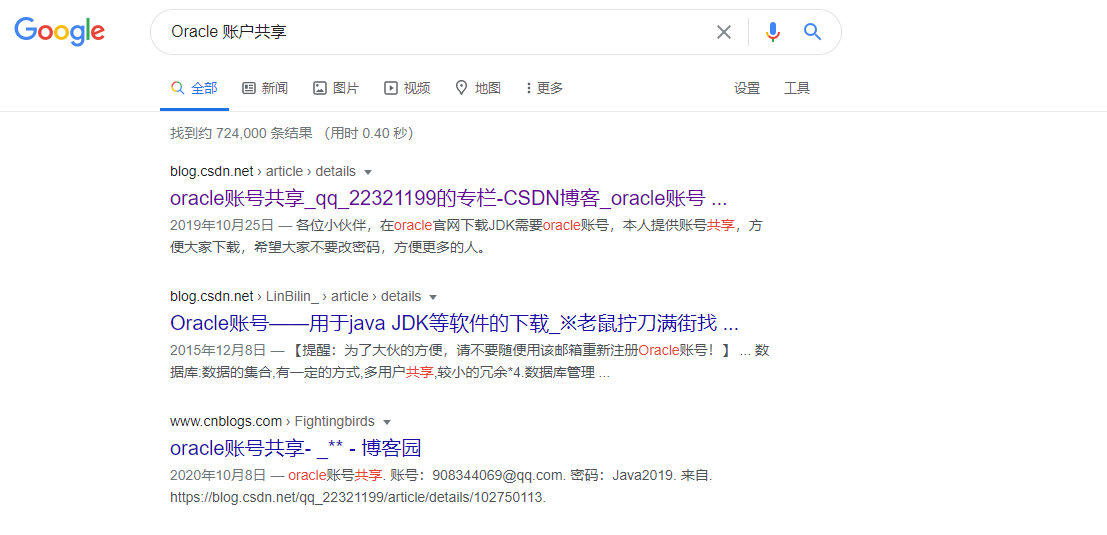 Google
Oracle 账户共享
全部 新闻 图片 视频 地图 更多 设置 工具
找到约 724,000 条结果 （用时 0.40 秒）
blog.csdn.net › article › details
oracle账号共享_qq_22321199的专栏-CSDN博客_oracle账号 ...
2019年10月25日 — 各位小伙伴，在oracle官网下载JDK需要oracle账号，本人提供账号共享，方
便大家下载，希望大家不要改密码，方便更多的人。
blog.csdn.net › LinBilin_ › article › details
Oracle账号——用于java JDK等软件的下载_※老鼠拧刀满街找 ...
2015年12月8日 — 【提醒：为了大伙的方便，请不要随便用该邮箱重新注册Oracle账号！】 ... 数
据库:数据的集合,有一定的方式,多用户共享,较小的冗余*4.数据库管理 ...
www.cnblogs.com › Fightingbirds
oracle账号共享- _** - 博客园
2020年10月8日 — oracle账号共享. 账号：908344069@qq.com. 密码：Java2019. 来自.
https://blog.csdn.net/qq_22321199/article/details/102750113.